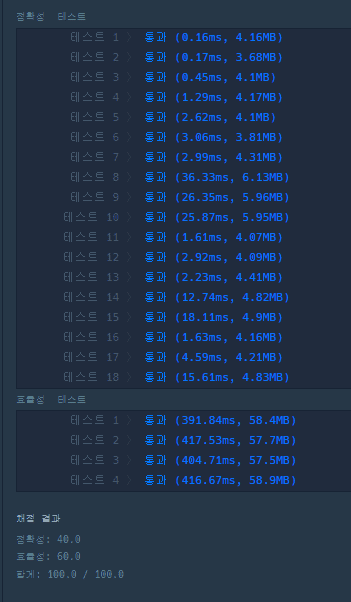 정확성 테스트
테스트 1 〉 통과 (0.16ms, 4.16MB)
테스트 2 〉 통과 (0.17ms, 3.68MB)
테스트 3 〉 통과 (0.45ms, 4.1MB)
테스트 4 〉 통과 (1.29ms, 4.17MB)
테스트 5 〉 통과 (2.62ms, 4.1MB)
테스트 6 〉 통과 (3.06ms, 3.81MB)
테스트 7 〉 통과 (2.99ms, 4.31MB)
테스트 8 〉 통과 (36.33ms, 6.13MB)
테스트 9 〉 통과 (26.35ms, 5.96MB)
테스트 10 〉 통과 (25.87ms, 5.95MB)
테스트 11 〉 통과 (1.61ms, 4.07MB)
테스트 12 〉 통과 (2.92ms, 4.09MB)
테스트 13 〉 통과 (2.23ms, 4.41MB)
테스트 14 〉 통과 (12.74ms, 4.82MB)
테스트 15 〉 통과 (18.11ms, 4.9MB)
테스트 16 〉 통과 (1.63ms, 4.16MB)
테스트 17 〉 통과 (4.59ms, 4.21MB)
테스트 18 〉 통과 (15.61ms, 4.83MB)
효율성 테스트
테스트 1 〉 통과 (391.84ms, 58.4MB)
테스트 2 〉 통과 (417.53ms, 57.7MB)
테스트 3 〉 통과 (404.71ms, 57.5MB)
테스트 4 〉 통과 (416.67ms, 58.9MB)
채점 결과
정확성: 40.0
효율성: 60.0
합계: 100.0 / 100.0